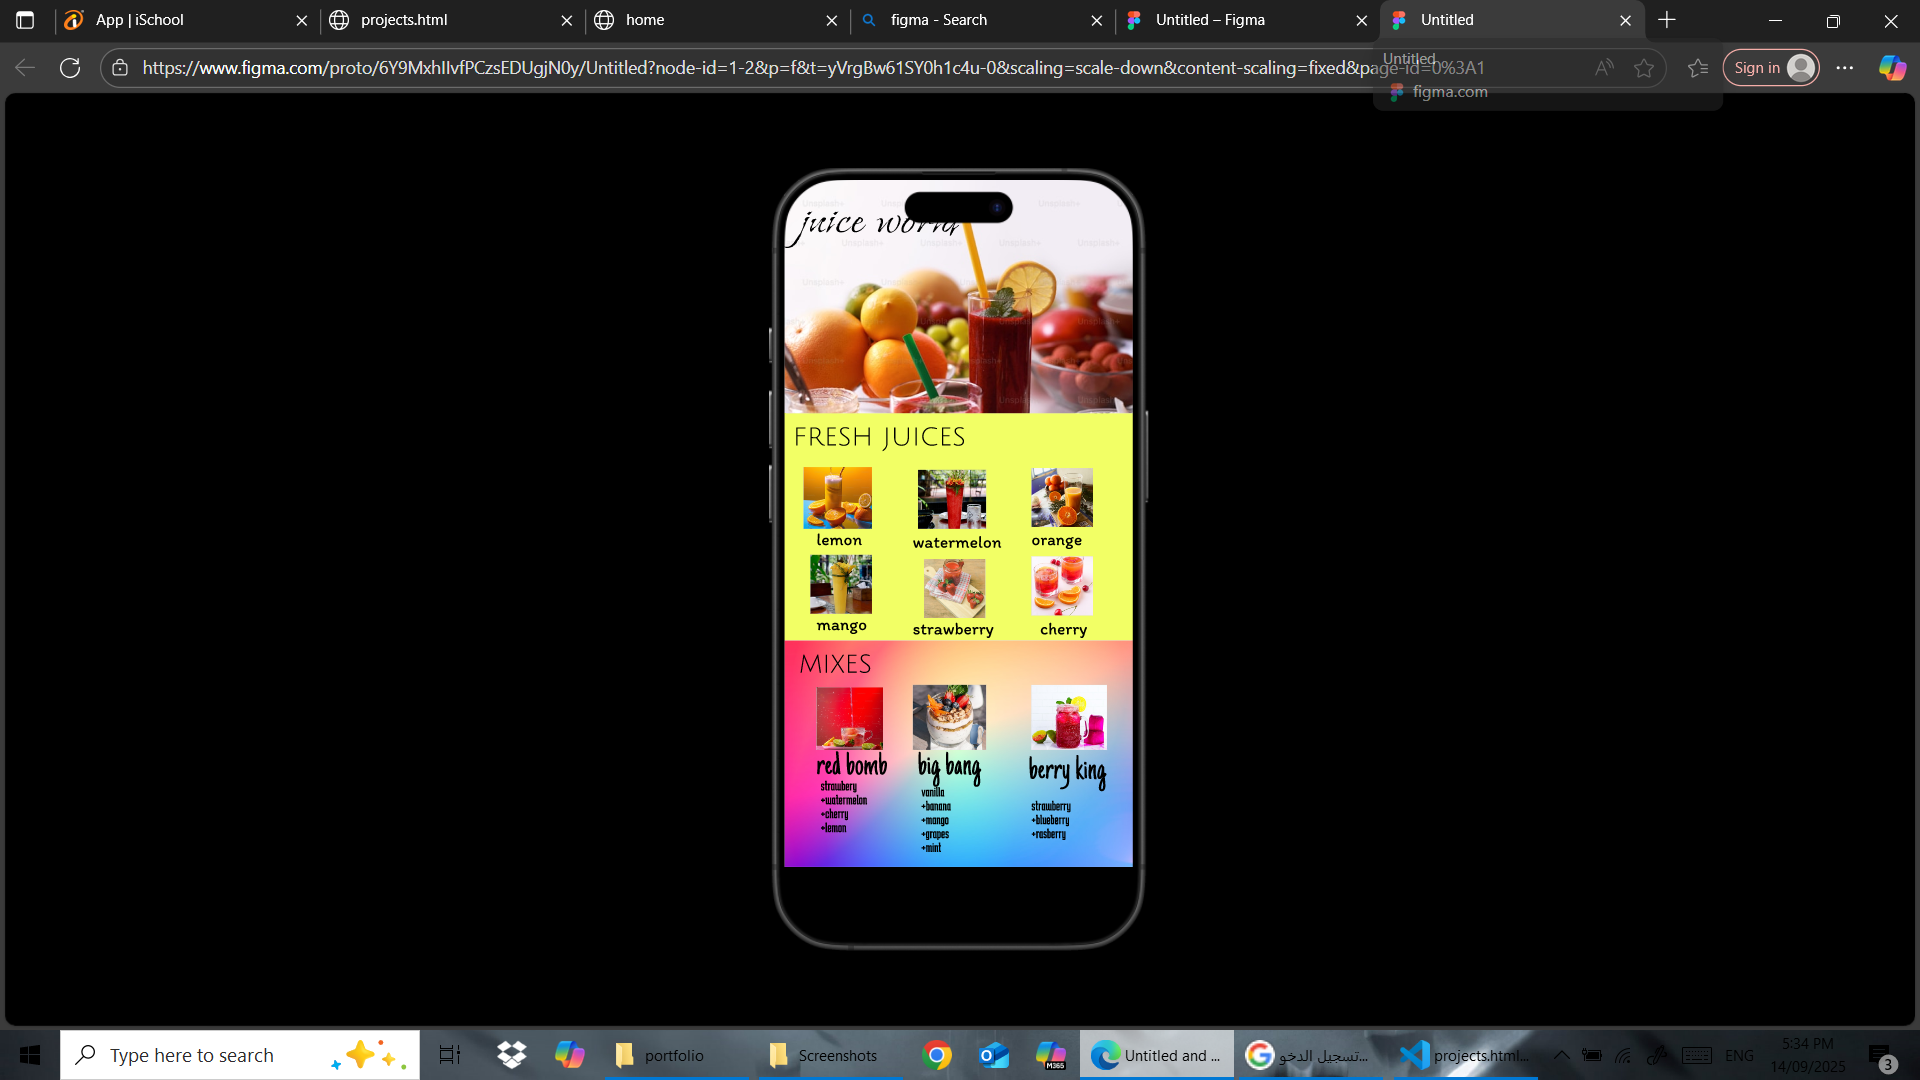 App | iSchool
projects.html
home
figma - Search
Untitled – Figma
Untitled
https://www.figma.com/proto/6Y9MxhIlvfPCzsEDUgjN0y/Untitled?node-id=1-2&p=f&t=yVrgBw61SY0h1c4u-0&scaling=scale-down&content-scaling=fixed&page-id=0%3A1
Sign in
Untitled
figma.com
juice world
FRESH JUICES
lemon
watermelon
orange
mango
strawberry
cherry
MIXES
red bomb
big bang
berry king
strawbery
+watermelon
+cherry
+lemon
vanilla
+banana
+mango
+grapes
+mint
strawberry
+blueberry
+rasberry
Type here to search
portfolio
Screenshots
M365
Untitled and ...
تسجيل الدخو...
projects.html...
ENG
5:34 PM
14/09/2025
3